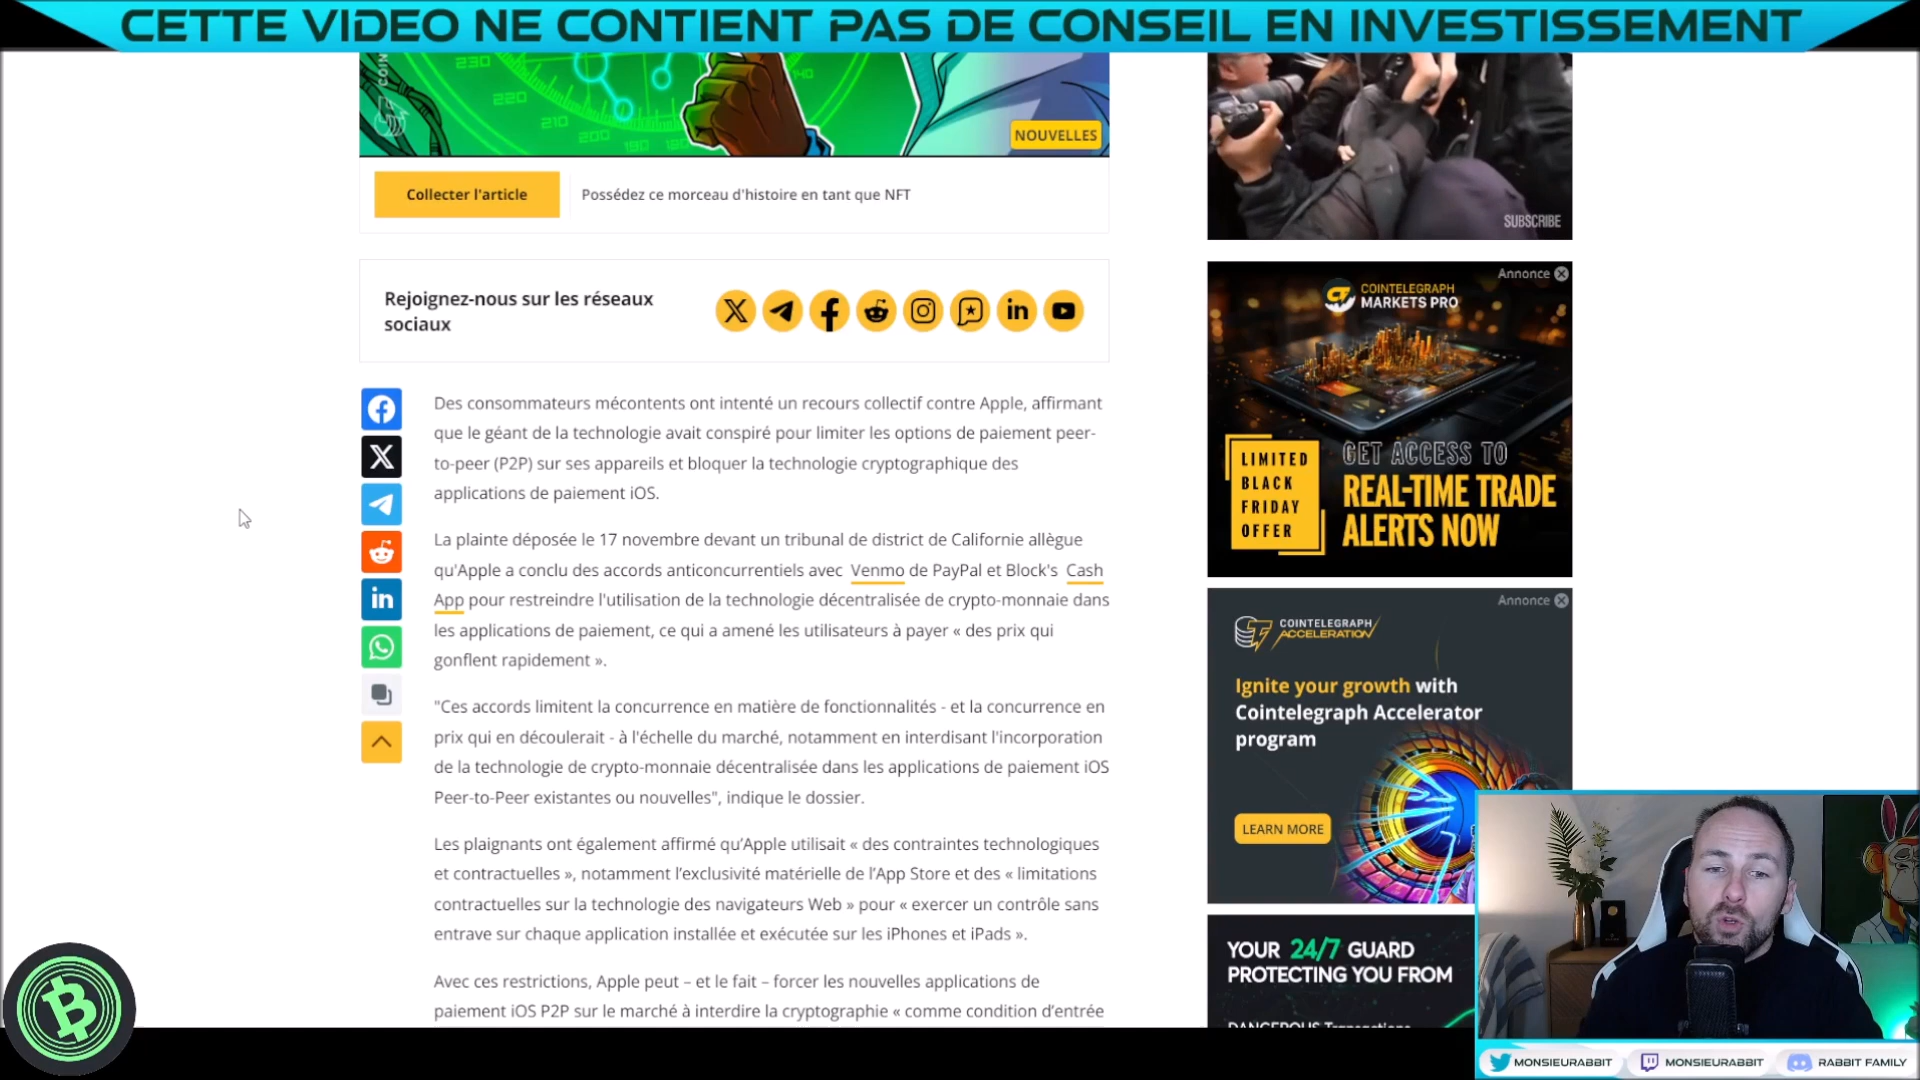 CETTE VIDEO NE CONTIENT PAS DE CONSEIL EN INVESTISSEMENT
COIN
230
220
210
200
190
180
140
NOUVELLES
Collecter l'article
Possédez ce morceau d'histoire en tant que NFT
Rejoignez-nous sur les réseaux
sociaux
Des consommateurs mécontents ont intenté un recours collectif contre Apple, affirmant
que le géant de la technologie avait conspiré pour limiter les options de paiement peer-
to-peer (P2P) sur ses appareils et bloquer la technologie cryptographique des
applications de paiement iOS.
La plainte déposée le 17 novembre devant un tribunal de district de Californie allègue
qu'Apple a conclu des accords anticoncurrentiels avec Venmo de PayPal et Block's Cash
App pour restreindre l'utilisation de la technologie décentralisée de crypto-monnaie dans
les applications de paiement, ce qui a amené les utilisateurs à payer « des prix qui
gonflent rapidement ».
"Ces accords limitent la concurrence en matière de fonctionnalités - et la concurrence en
prix qui en découlerait - à l'échelle du marché, notamment en interdisant l'incorporation
de la technologie de crypto-monnaie décentralisée dans les applications de paiement iOS
Peer-to-Peer existantes ou nouvelles", indique le dossier.
Les plaignants ont également affirmé qu’Apple utilisait « des contraintes technologiques
et contractuelles », notamment l’exclusivité matérielle de l’App Store et des « limitations
contractuelles sur la technologie des navigateurs Web » pour « exercer un contrôle sans
entrave sur chaque application installée et exécutée sur les iPhones et iPads ».
Avec ces restrictions, Apple peut – et le fait – forcer les nouvelles applications de
paiement iOS P2P sur le marché à interdire la cryptographie « comme condition d’entrée
SUBSCRIBE
Annonce
COINTELEGRAPH
MARKETS PRO
LIMITED
BLACK
FRIDAY
OFFER
GET ACCESS TO
REAL-TIME TRADE
ALERTS NOW
Annonce
COINTELEGRAPH
ACCELERATION
Ignite your growth with
Cointelegraph Accelerator
program
LEARN MORE
YOUR 24/7 GUARD
PROTECTING YOU FROM
DANGEROUS Transactions
MONSIEURABBIT
MONSIEURABBIT
RABBIT FAMILY